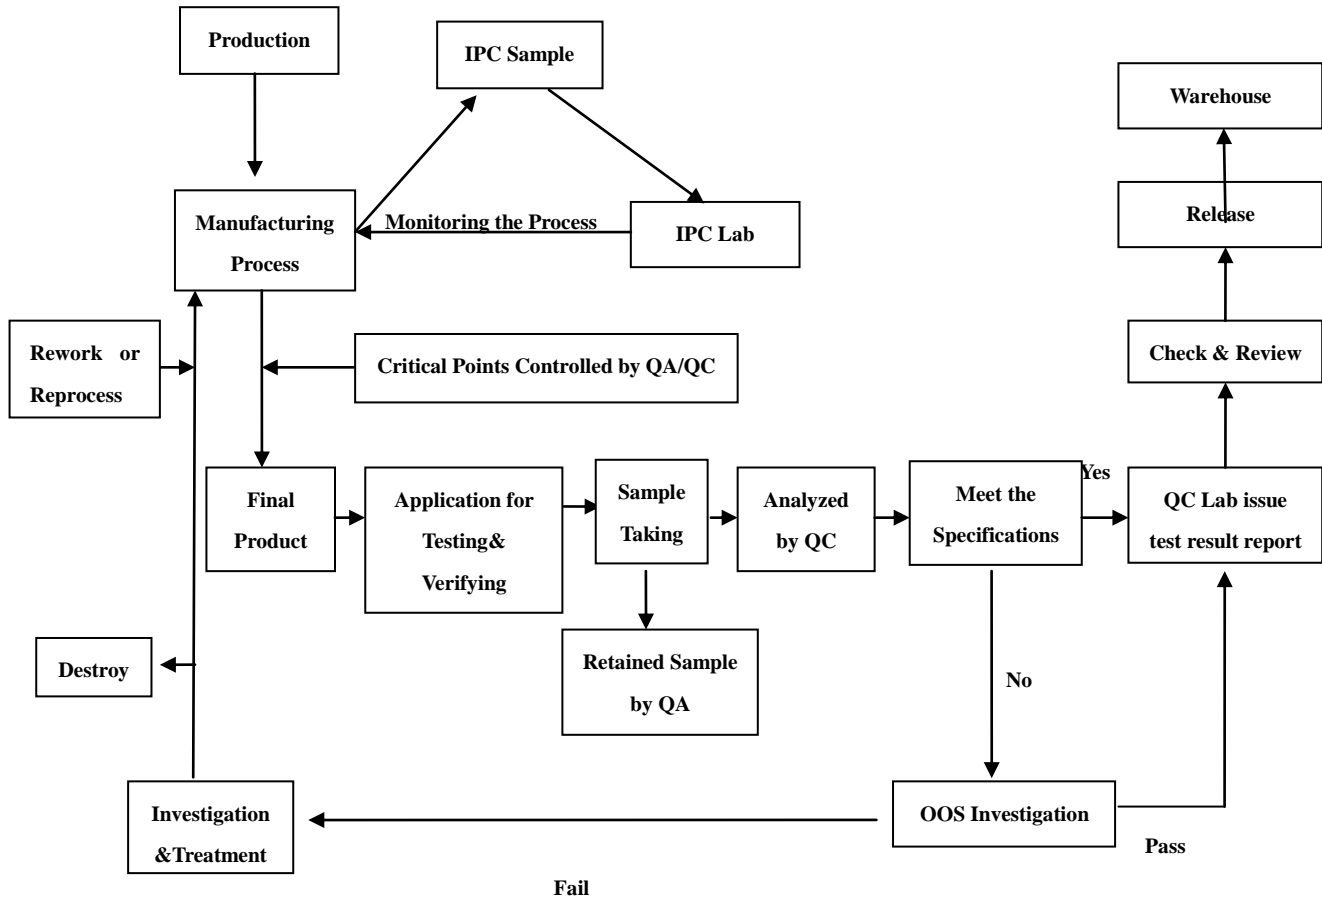 Production
IPC Sample
Warehouse
Release
Manufacturing
Process
Monitoring the Process
IPC Lab
Rework or
Reprocess
Critical Points Controlled by QA/QC
Check & Review
Final
Product
Application for
Testing&
Verifying
Sample
Taking
Analyzed
by QC
Meet the
Specifications
Yes
QC Lab issue
test result report
Destroy
Retained Sample
by QA
No
Investigation
&Treatment
OOS Investigation
Pass
Fail